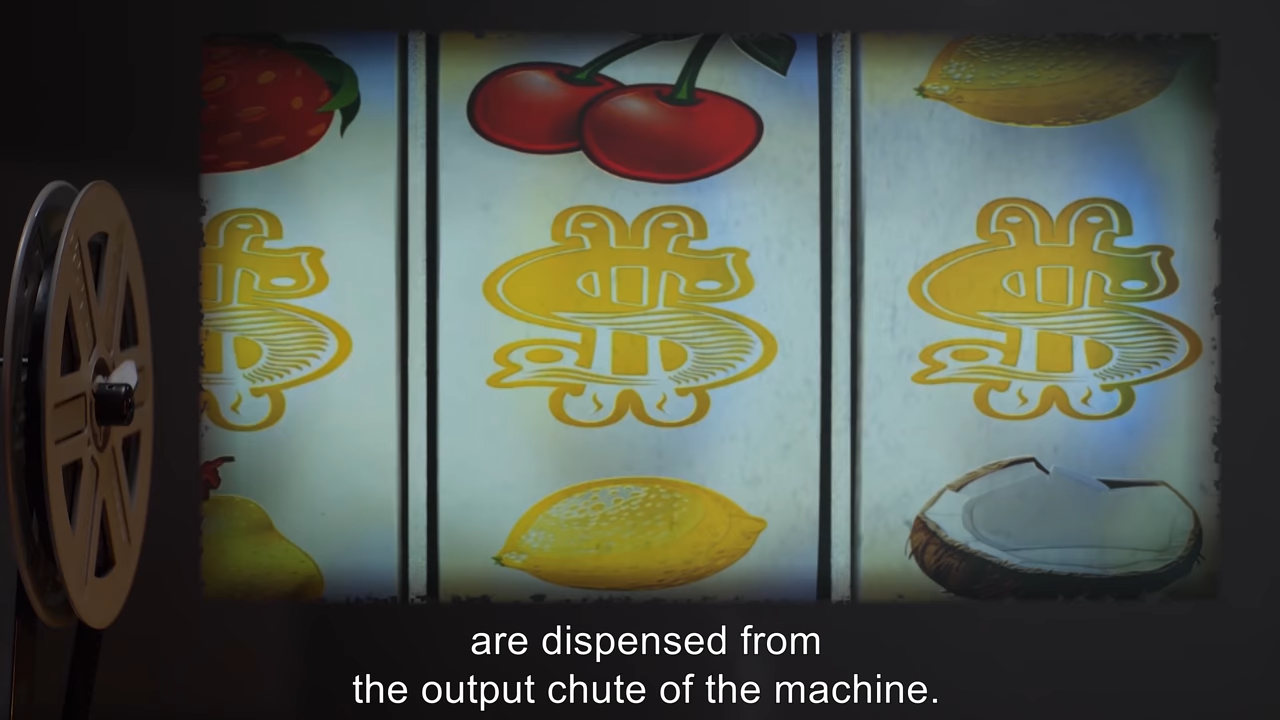 are dispensed from
the output chute of the machine.